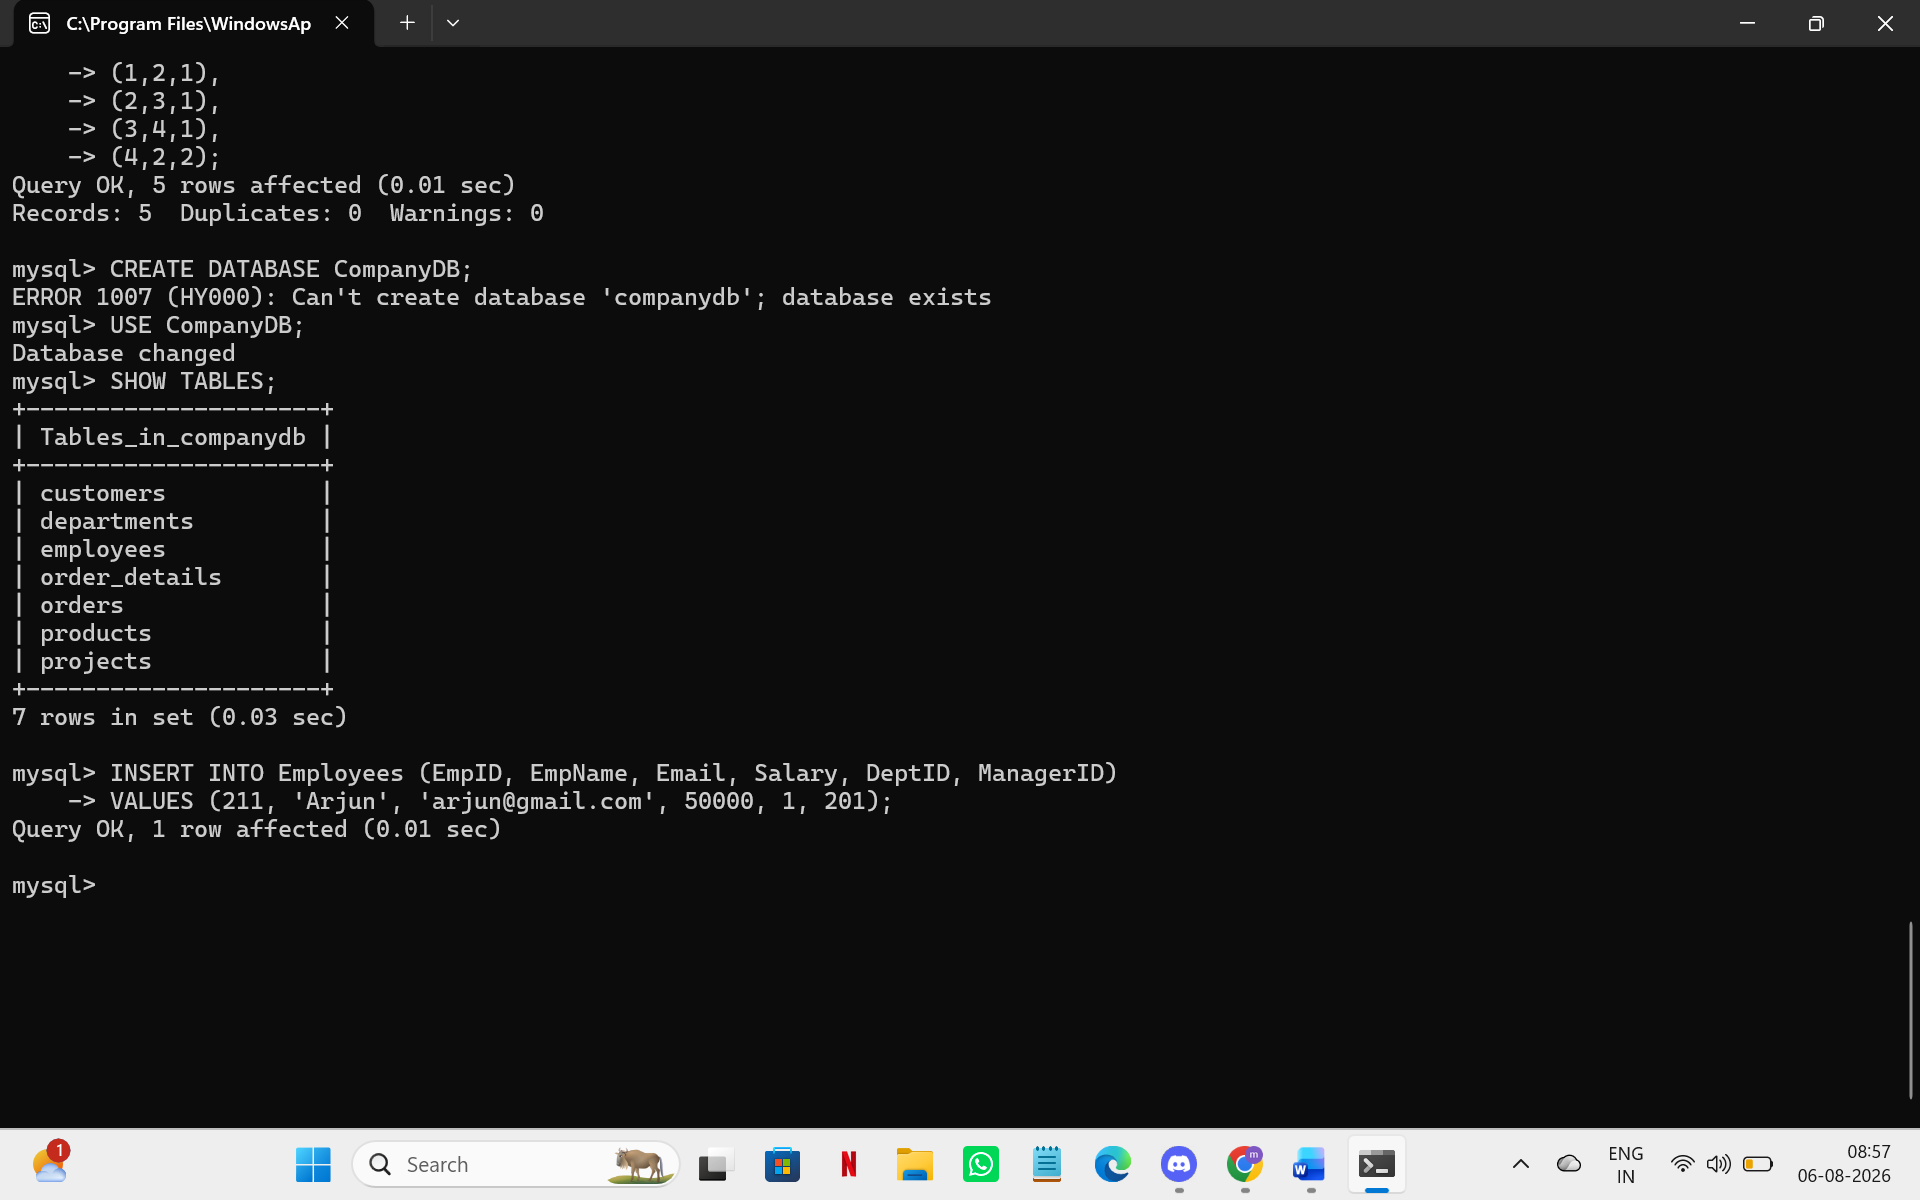 C:\Program Files\WindowsAp
-> (1,2,1),
-> (2,3,1),
-> (3,4,1),
-> (4,2,2);
Query OK, 5 rows affected (0.01 sec)
Records: 5  Duplicates: 0  Warnings: 0
mysql> CREATE DATABASE CompanyDB;
ERROR 1007 (HY000): Can't create database 'companydb'; database exists
mysql> USE CompanyDB;
Database changed
mysql> SHOW TABLES;
+---------------------+
| Tables_in_companydb |
+---------------------+
| customers           |
| departments         |
| employees           |
| order_details       |
| orders              |
| products            |
| projects            |
+---------------------+
7 rows in set (0.03 sec)
mysql> INSERT INTO Employees (EmpID, EmpName, Email, Salary, DeptID, ManagerID)
-> VALUES (211, 'Arjun', 'arjun@gmail.com', 50000, 1, 201);
Query OK, 1 row affected (0.01 sec)
mysql>
1
Search
N
m
W
ENG
IN
08:57
06-08-2026